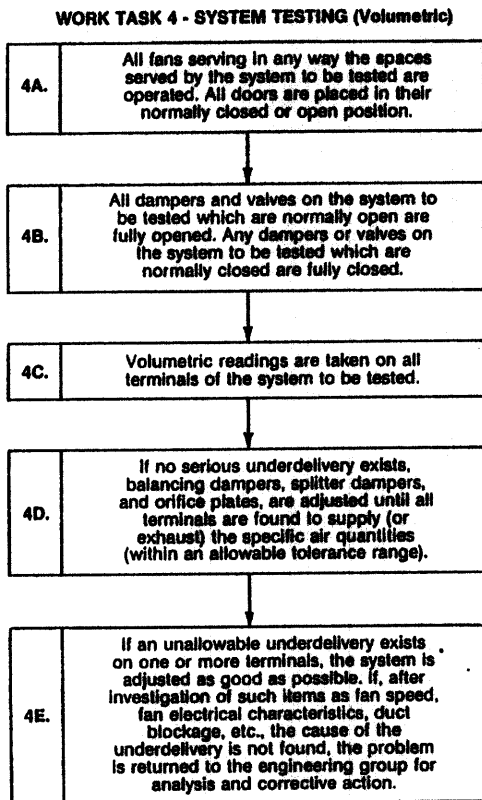 WORK TASK 4 - SYSTEM TESTING (Volumetric)
4A.
All fans serving in any way the spaces
served by the system to be tested are
operated. All doors are placed in their
normally closed or open position.
4B.
All dampers and valves on the system to
be tested which are normally open are
fully opened. Any dampers or valves on
the system to be tested which are
normally closed are fully closed.
4C.
Volumetric readings are taken on all
terminals of the system to be tested.
4D.
If no serious underdelivery exists,
balancing dampers, splitter dampers,
and orifice plates, are adjusted until all
terminals are found to supply (or
exhaust) the specific air quantities
(within an allowable tolerance range).
4E.
If an unallowable underdelivery exists
on one or more terminals, the system is
adjusted as good as possible. If, after
investigation of such items as fan speed,
fan electrical characteristics, duct
blockage, etc., the cause of the
underdelivery is not found, the problem
is returned to the engineering group for
analysis and corrective action.